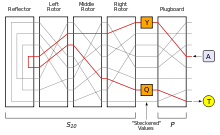 Reflector Left Rotor Middle Rotor Right Rotor Plugboard
Y
A
Q
T
S10 "Steckered" Values P